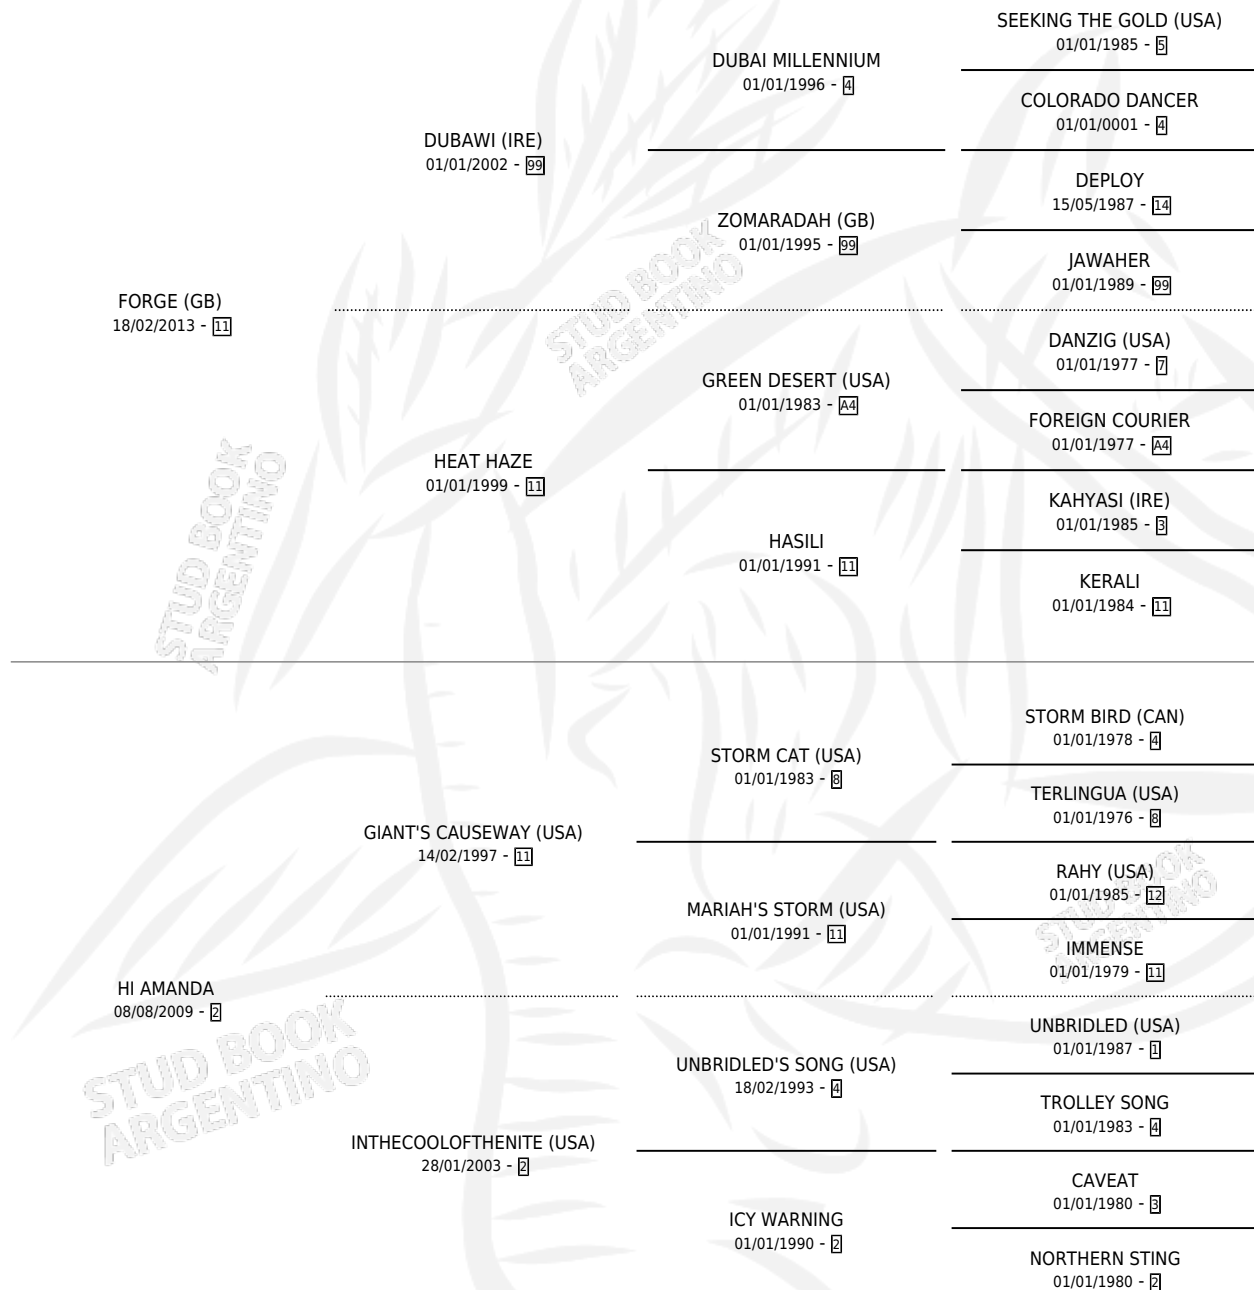 SEEKING THE GOLD (USA)
01/01/1985 - 5
DUBAI MILLENNIUM
01/01/1996 - 4
COLORADO DANCER
01/01/0001 - 4
DUBAWI (IRE)
01/01/2002 - 99
DEPLOY
15/05/1987 - 14
ZOMARADAH (GB)
01/01/1995 - 99
JAWAHER
01/01/1989 - 99
FORGE (GB)
18/02/2013 - 11
STUD BOOK
ARGENTINO
DANZIG (USA)
01/01/1977 - 7
GREEN DESERT (USA)
01/01/1983 - A4
FOREIGN COURIER
01/01/1977 - A4
HEAT HAZE
01/01/1999 - 11
KAHYASI (IRE)
01/01/1985 - 3
HASILI
01/01/1991 - 11
KERALI
01/01/1984 - 11
STUD BOOK
ARGENTINO
STORM BIRD (CAN)
01/01/1978 - 4
STORM CAT (USA)
01/01/1983 - 8
TERLINGUA (USA)
01/01/1976 - 8
GIANT'S CAUSEWAY (USA)
14/02/1997 - 11
RAHY (USA)
01/01/1985 - 12
MARIAH'S STORM (USA)
01/01/1991 - 11
IMMENSE
01/01/1979 - 11
STUD BOOK
ARGENTINO
HI AMANDA
08/08/2009 - 2
UNBRIDLED (USA)
01/01/1987 - 1
UNBRIDLED'S SONG (USA)
18/02/1993 - 4
TROLLEY SONG
01/01/1983 - 4
STUD BOOK
ARGENTINO
INTHECOOLOFTHENITE (USA)
28/01/2003 - 2
CAVEAT
01/01/1980 - 3
ICY WARNING
01/01/1990 - 2
NORTHERN STING
01/01/1980 - 2